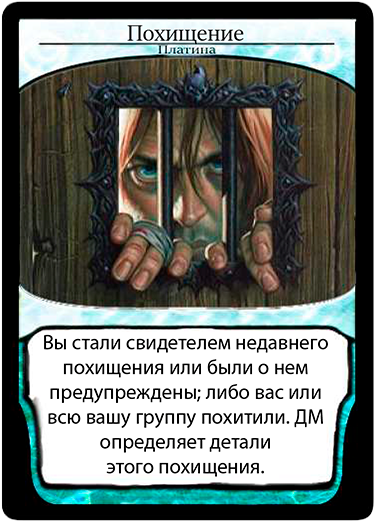 Похищение
Платина
Вы стали свидетелем недавнего
похищения или были о нем
предупреждены; либо вас или
всю вашу группу похитили. ДМ
определяет детали
этого похищения.